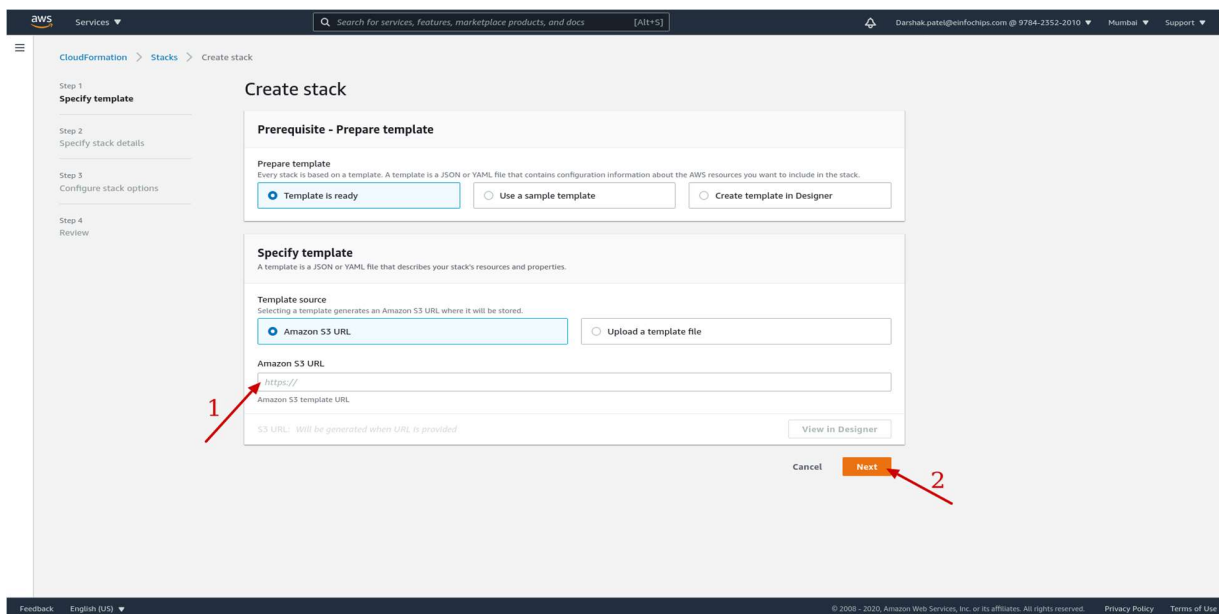 aws Services ▼ Search for services, features, marketplace products, and docs [Alt+S] Darshak.patel@einfochips.com @ 9784-2352-2010 ▼ Mumbai ▼ Support ▼
CloudFormation > Stacks > Create stack
Step 1
Specify template
Step 2
Specify stack details
Step 3
Configure stack options
Step 4
Review
Create stack
Prerequisite - Prepare template
Prepare template
Every stack is based on a template. A template is a JSON or YAML file that contains configuration information about the AWS resources you want to include in the stack.
Template is ready
Use a sample template
Create template in Designer
Specify template
A template is a JSON or YAML file that describes your stack's resources and properties.
Template source
Selecting a template generates an Amazon S3 URL where it will be stored.
Amazon S3 URL
Upload a template file
Amazon S3 URL
https://
Amazon S3 template URL
1
S3 URL: Will be generated when URL is provided
View in Designer
Cancel
Next
2
Feedback English (US) ▼ © 2008 - 2020, Amazon Web Services, Inc. or its affiliates. All rights reserved. Privacy Policy Terms of Use